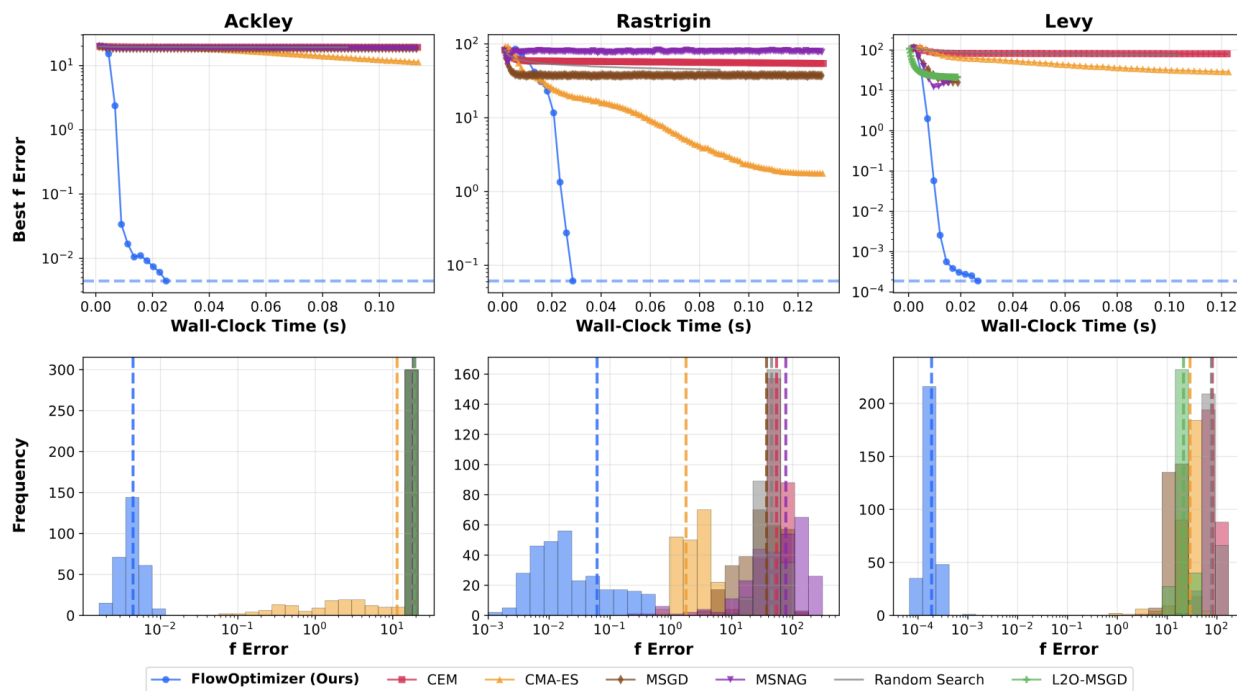 Ackley
Rastrigin
Levy
Best f Error
10¹
10⁰
10⁻¹
10⁻²
0.00 0.02 0.04 0.06 0.08 0.10
Wall-Clock Time (s)
10²
10¹
10⁰
10⁻¹
0.00 0.02 0.04 0.06 0.08 0.10 0.12
Wall-Clock Time (s)
10²
10¹
10⁰
10⁻¹
10⁻²
10⁻³
10⁻⁴
0.00 0.02 0.04 0.06 0.08 0.10 0.12
Wall-Clock Time (s)
Frequency
300
250
200
150
100
50
0
10⁻² 10⁻¹ 10⁰ 10¹
f Error
160
140
120
100
80
60
40
20
0
10⁻³ 10⁻² 10⁻¹ 10⁰ 10¹ 10²
f Error
200
150
100
50
0
10⁻⁴ 10⁻³ 10⁻² 10⁻¹ 10⁰ 10¹ 10²
f Error
FlowOptimizer (Ours) CEM CMA-ES MSGD MSNAG Random Search L2O-MSGD